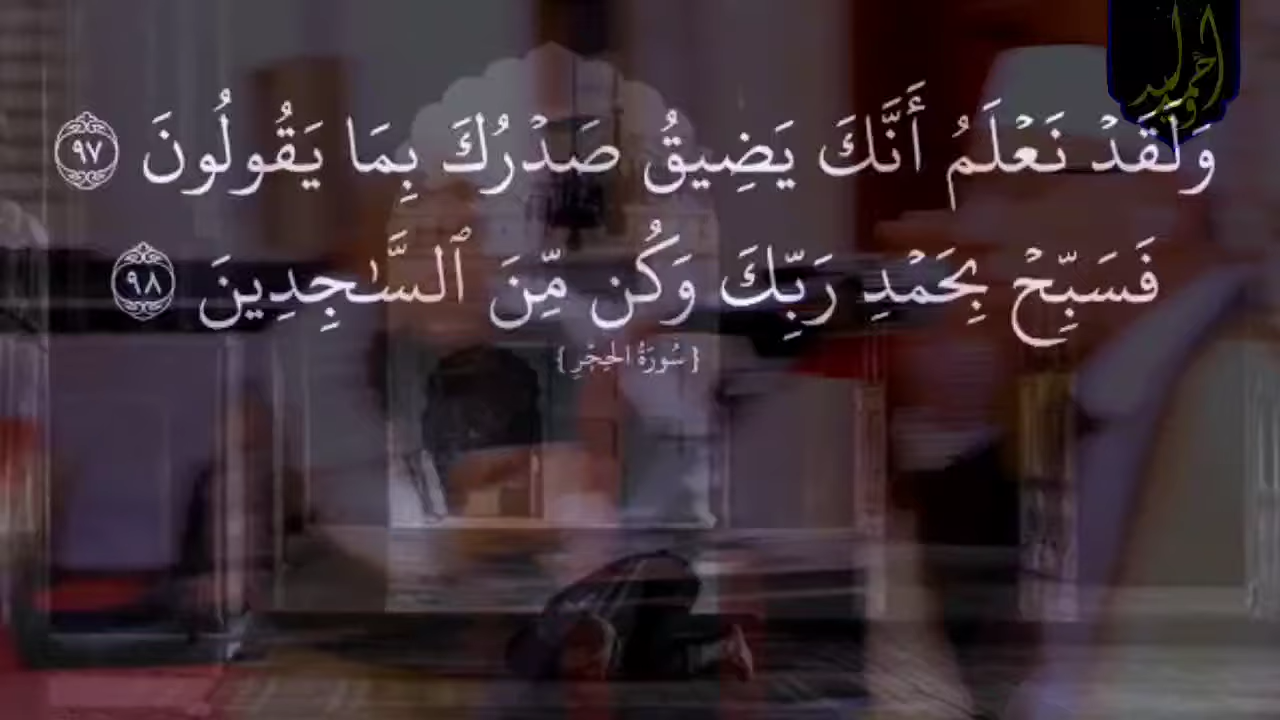 وَلَقَدْ نَعْلَمُ أَنَّكَ يَضِيقُ صَدْرُكَ بِمَا يَقُولُونَ ٩٧
فَسَبِّحْ بِحَمْدِ رَبِّكَ وَكُن مِّنَ ٱلسَّٰجِدِينَ ٩٨
{ سُورَةُ الحِجْرِ }